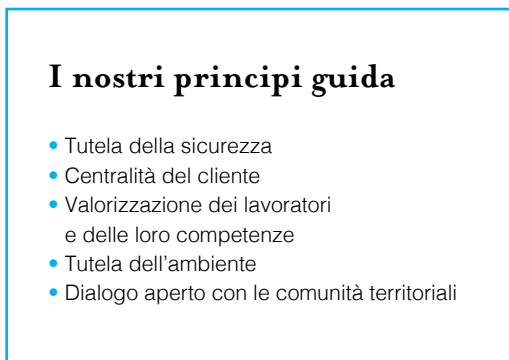 I nostri principi guida
• Tutela della sicurezza
• Centralità del cliente
• Valorizzazione dei lavoratori
e delle loro competenze
• Tutela dell'ambiente
• Dialogo aperto con le comunità territoriali